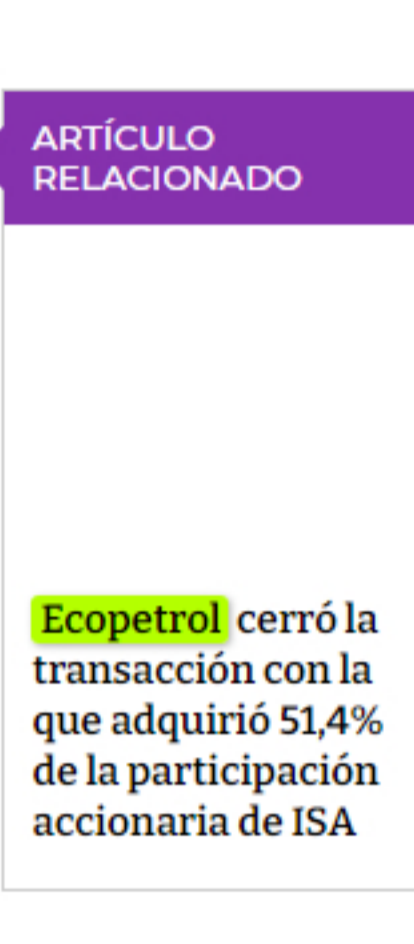 ARTÍCULO
RELACIONADO
Ecopetrol cerró la
transacción con la
que adquirió 51,4%
de la participación
accionaria de ISA